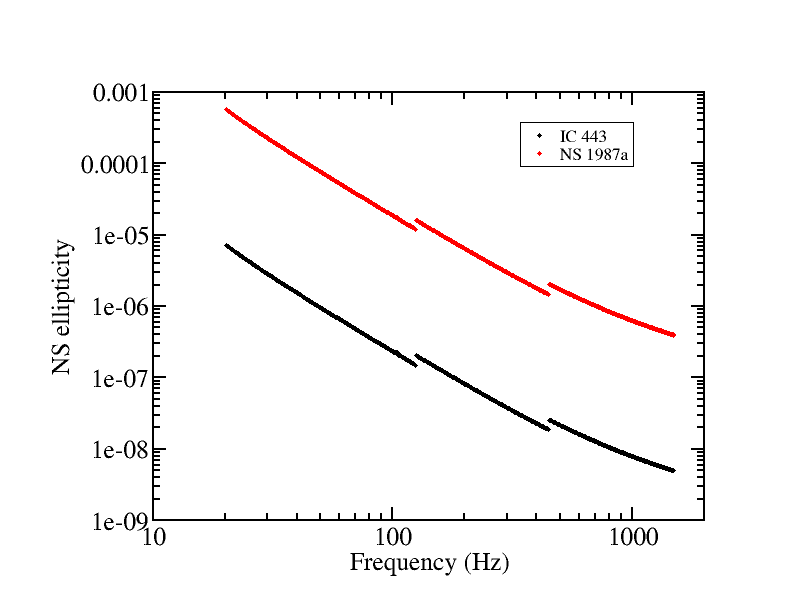 0.001
0.0001
1e-05
1e-06
1e-07
1e-08
1e-09
NS ellipticity
IC 443
NS 1987a
10
100
1000
Frequency (Hz)